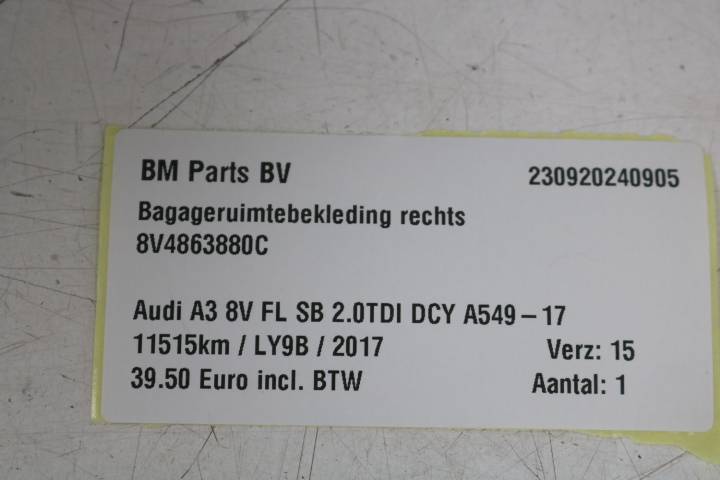 BM Parts BV 230920240905
Bagageruimtebekleding rechts
8V4863880C
Audi A3 8V FL SB 2.0TDI DCY A549-17
11515km / LY9B / 2017 Verz: 15
39.50 Euro incl. BTW Aantal: 1